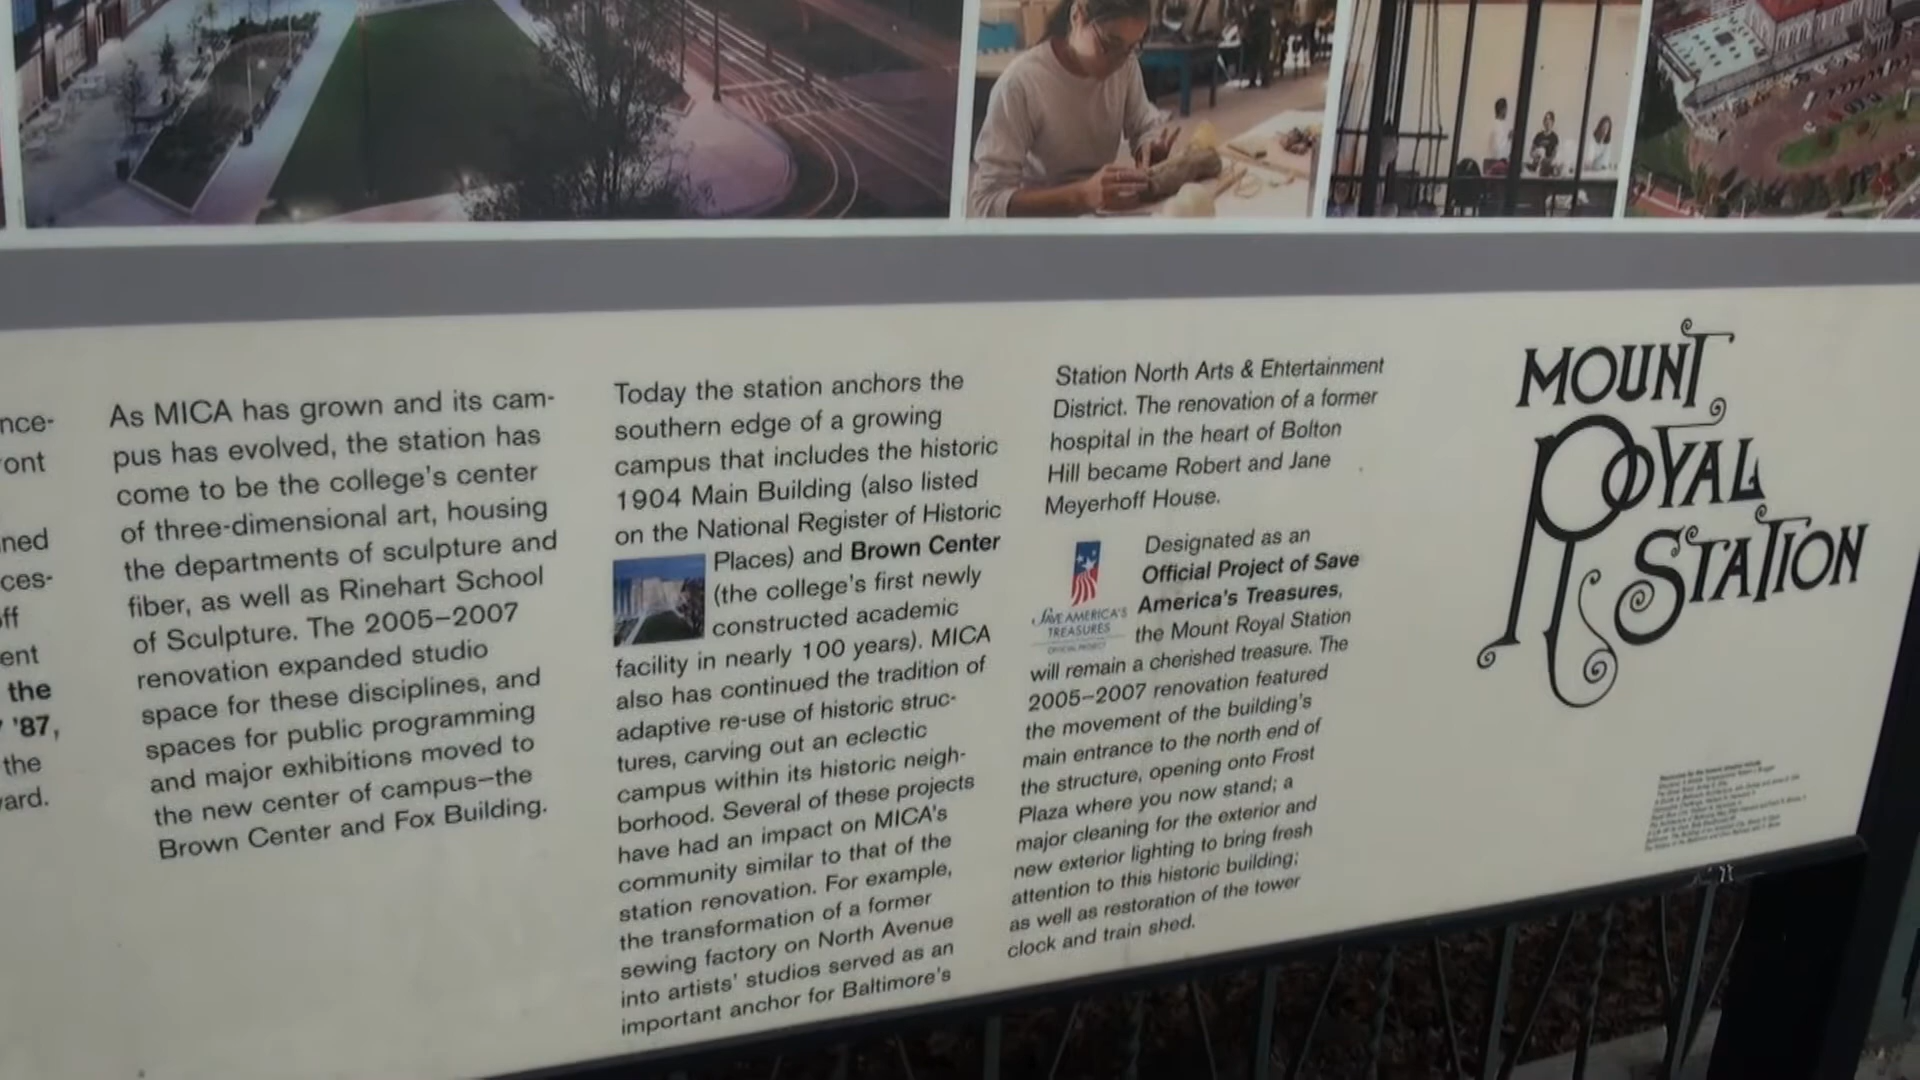 nce-
ront
ned
ces-
off
ent
the
'87,
the
ard.
As MICA has grown and its cam-
pus has evolved, the station has
come to be the college's center
of three-dimensional art, housing
the departments of sculpture and
fiber, as well as Rinehart School
of Sculpture. The 2005–2007
renovation expanded studio
space for these disciplines, and
spaces for public programming
and major exhibitions moved to
the new center of campus—the
Brown Center and Fox Building.
Today the station anchors the
southern edge of a growing
campus that includes the historic
1904 Main Building (also listed
on the National Register of Historic
Places) and Brown Center
(the college's first newly
constructed academic
facility in nearly 100 years). MICA
also has continued the tradition of
adaptive re-use of historic struc-
tures, carving out an eclectic
campus within its historic neigh-
borhood. Several of these projects
have had an impact on MICA's
community similar to that of the
station renovation. For example,
the transformation of a former
sewing factory on North Avenue
into artists' studios served as an
important anchor for Baltimore's
Station North Arts & Ehtertainment
District. The renovation of a former
hospital in the heart of Bolton
Hill became Robert and Jane
Meyerhoff House.
SAVE AMERICA'S
TREASURES
OFFICIAL PROJECT
Designated as an
Official Project of Save
America's Treasures,
the Mount Royal Station
will remain a cherished treasure. The
2005–2007 renovation featured
the movement of the building's
main entrance to the north end of
the structure, opening onto Frost
Plaza where you now stand; a
major cleaning for the exterior and
new exterior lighting to bring fresh
attention to this historic building;
as well as restoration of the tower
clock and train shed.
MOUNT
ROYAL
STATION